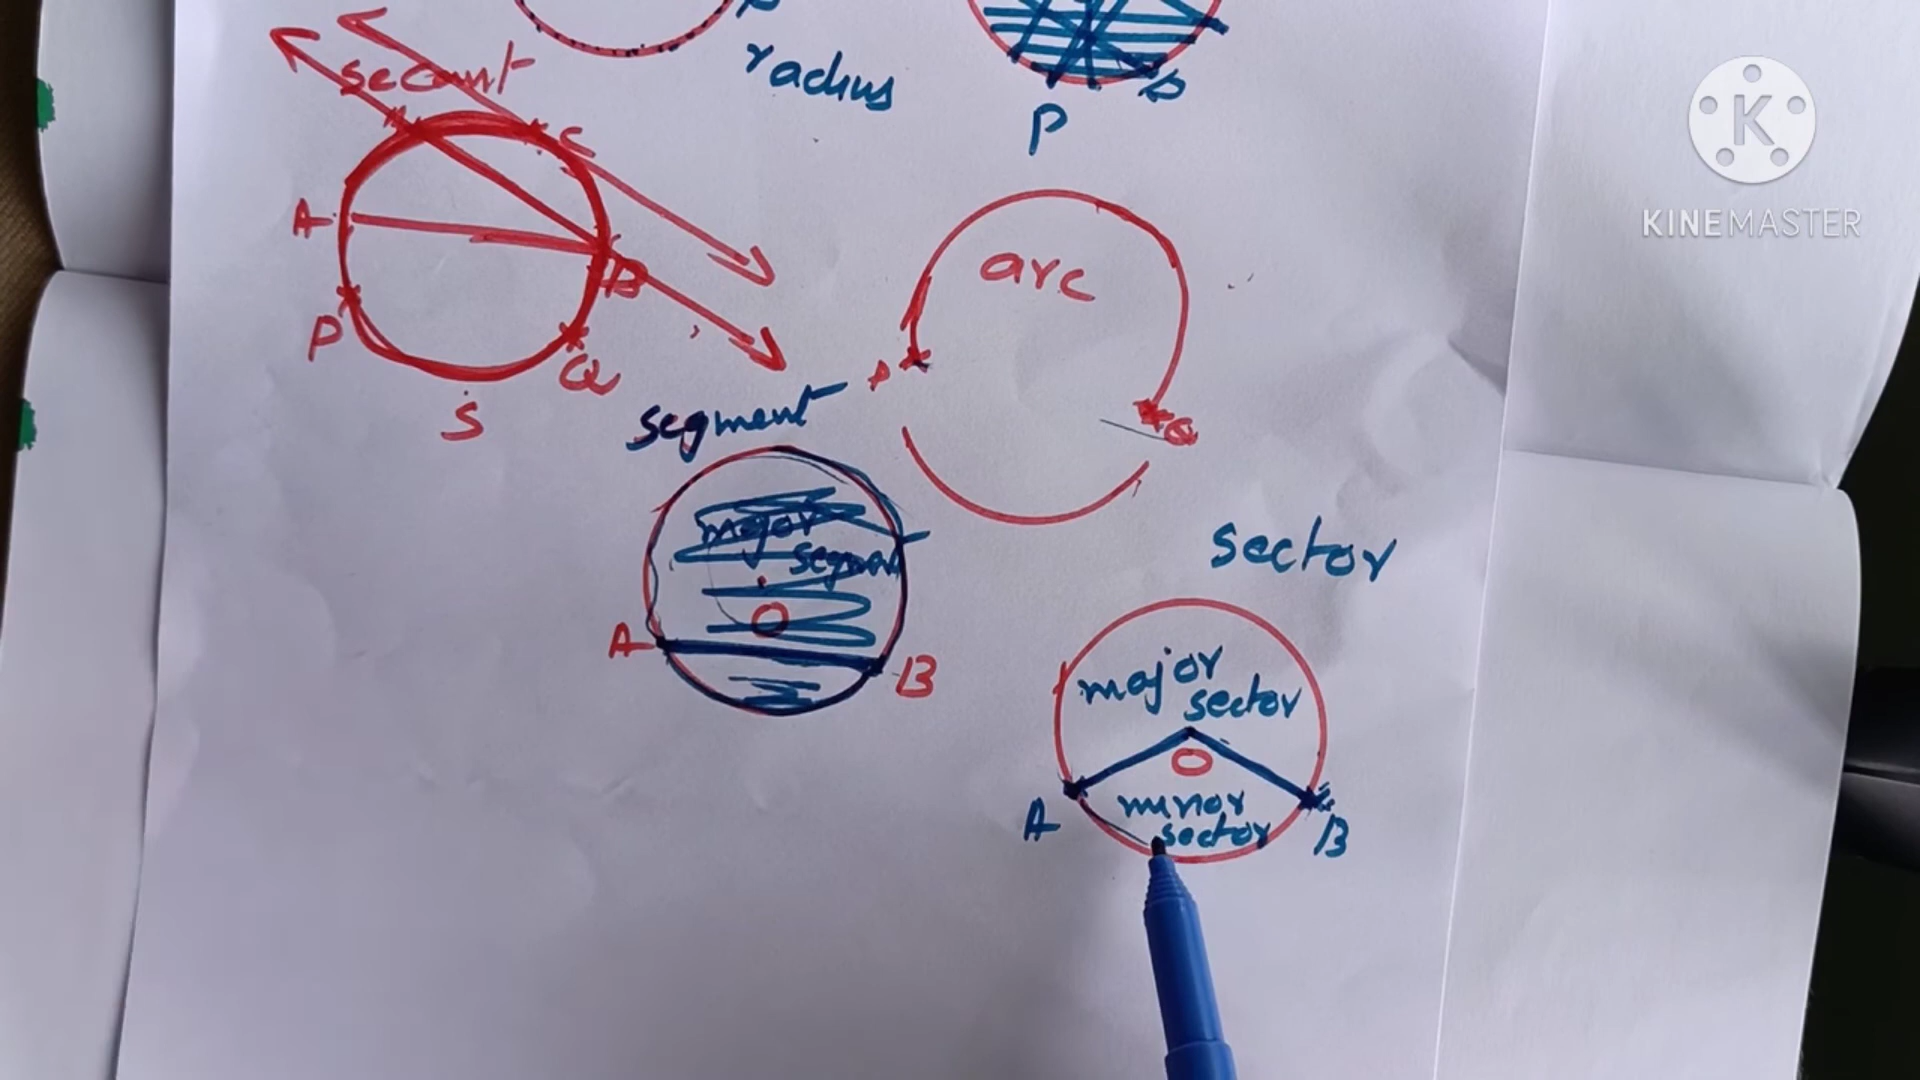 radius
secant
P
C
A
arc
B
P
Q
S
segment
major
segment
sector
O
A
B
major
sector
O
A
minor
sector
B
K
KINEMASTER